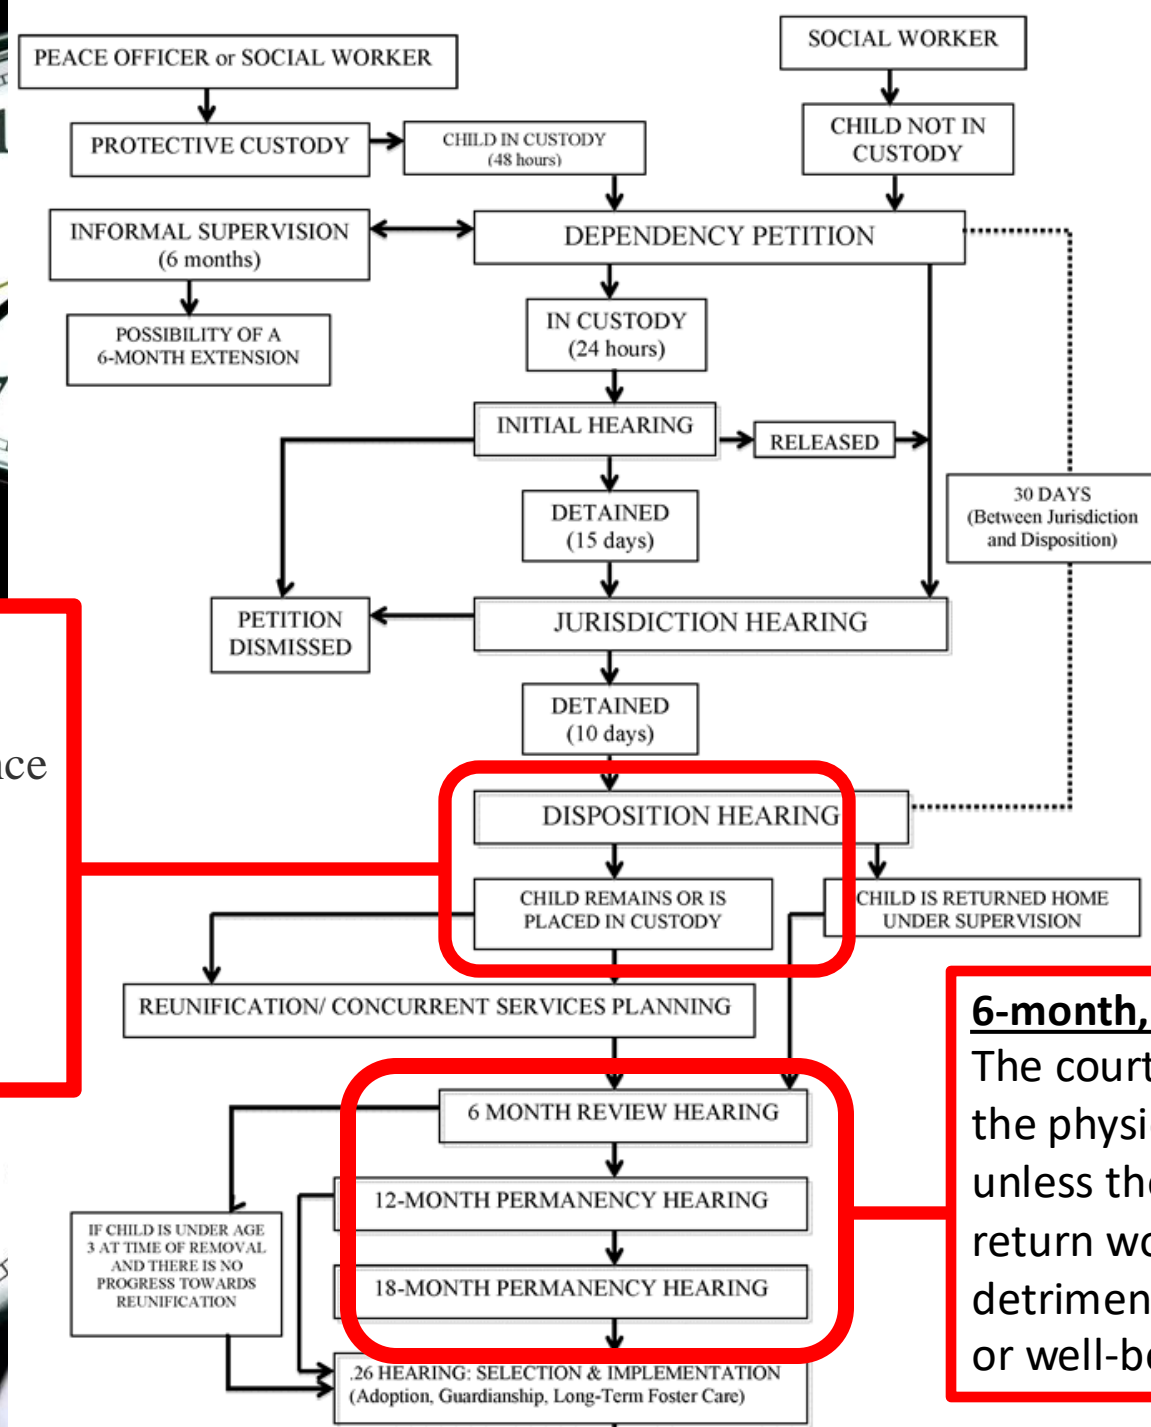 PEACE OFFICER or SOCIAL WORKER
SOCIAL WORKER
PROTECTIVE CUSTODY
CHILD IN CUSTODY
(48 hours)
CHILD NOT IN
CUSTODY
INFORMAL SUPERVISION
(6 months)
DEPENDENCY PETITION
POSSIBILITY OF A
6-MONTH EXTENSION
IN CUSTODY
(24 hours)
INITIAL HEARING
RELEASED
30 DAYS
(Between Jurisdiction
and Disposition)
DETAINED
(15 days)
PETITION
DISMISSED
JURISDICTION HEARING
DETAINED
(10 days)
DISPOSITION HEARING
CHILD REMAINS OR IS
PLACED IN CUSTODY
CHILD IS RETURNED HOME
UNDER SUPERVISION
REUNIFICATION/ CONCURRENT SERVICES PLANNING
6-month,
The court
the physi
unless the
return wo
detrimen
or well-be
6 MONTH REVIEW HEARING
12-MONTH PERMANENCY HEARING
IF CHILD IS UNDER AGE
3 AT TIME OF REMOVAL
AND THERE IS NO
PROGRESS TOWARDS
REUNIFICATION
18-MONTH PERMANENCY HEARING
.26 HEARING: SELECTION & IMPLEMENTATION
(Adoption, Guardianship, Long-Term Foster Care)